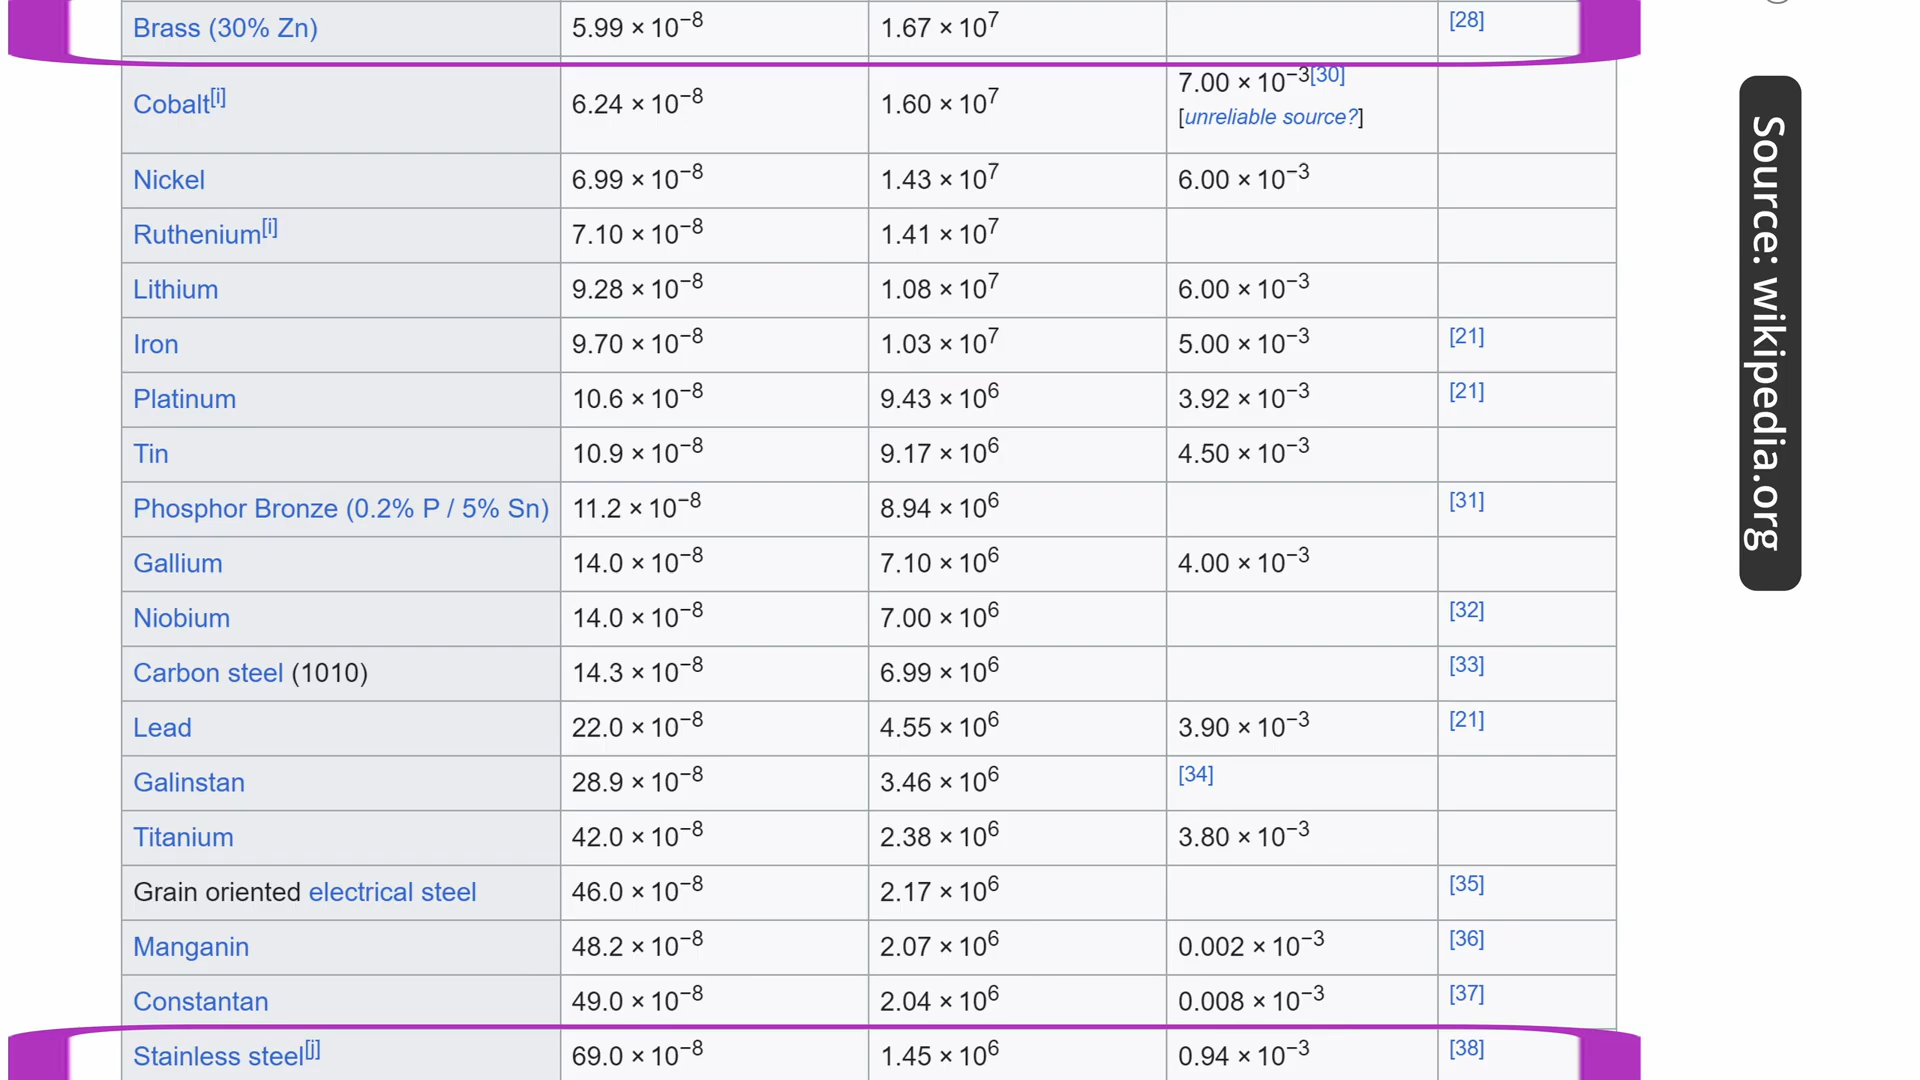 Brass (30% Zn) 5.99 × 10−8 1.67 × 107 [28]
Cobalt[i] 6.24 × 10−8 1.60 × 107 7.00 × 10−3[30]
[unreliable source?]
Nickel 6.99 × 10−8 1.43 × 107 6.00 × 10−3
Ruthenium[i] 7.10 × 10−8 1.41 × 107
Lithium 9.28 × 10−8 1.08 × 107 6.00 × 10−3
Iron 9.70 × 10−8 1.03 × 107 5.00 × 10−3 [21]
Platinum 10.6 × 10−8 9.43 × 106 3.92 × 10−3 [21]
Tin 10.9 × 10−8 9.17 × 106 4.50 × 10−3
Phosphor Bronze (0.2% P / 5% Sn) 11.2 × 10−8 8.94 × 106 [31]
Gallium 14.0 × 10−8 7.10 × 106 4.00 × 10−3
Niobium 14.0 × 10−8 7.00 × 106 [32]
Carbon steel (1010) 14.3 × 10−8 6.99 × 106 [33]
Lead 22.0 × 10−8 4.55 × 106 3.90 × 10−3 [21]
Galinstan 28.9 × 10−8 3.46 × 106 [34]
Titanium 42.0 × 10−8 2.38 × 106 3.80 × 10−3
Grain oriented electrical steel 46.0 × 10−8 2.17 × 106 [35]
Manganin 48.2 × 10−8 2.07 × 106 0.002 × 10−3 [36]
Constantan 49.0 × 10−8 2.04 × 106 0.008 × 10−3 [37]
Stainless steel[j] 69.0 × 10−8 1.45 × 106 0.94 × 10−3 [38]
Source: wikipedia.org